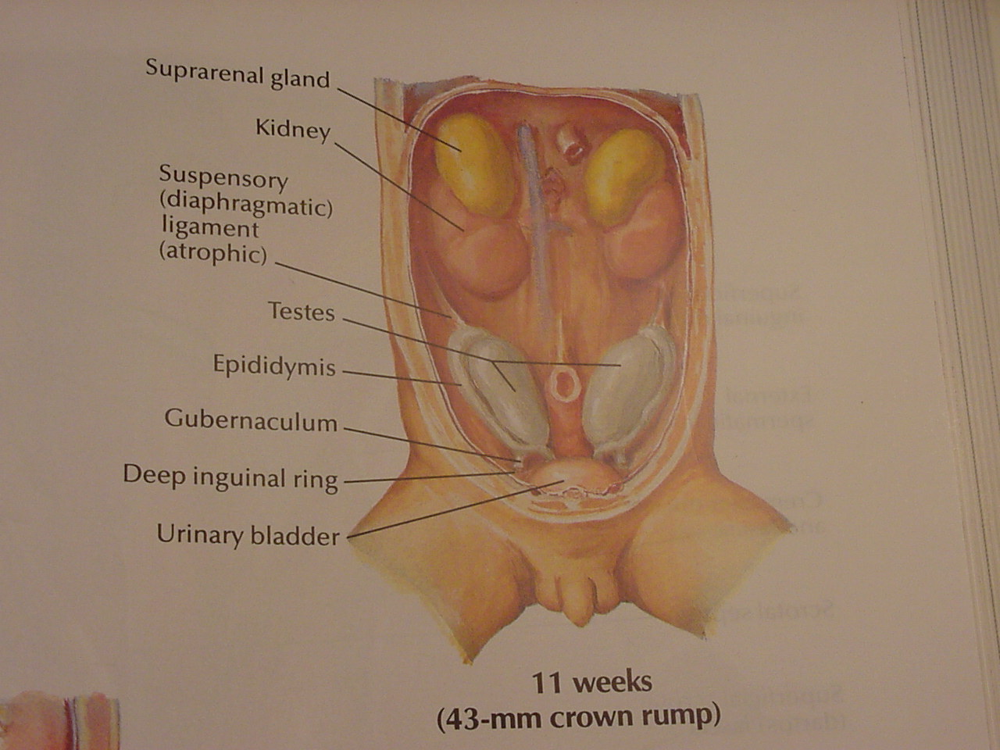 Suprarenal gland
Kidney
Suspensory
(diaphragmatic)
ligament
(atrophic)
Testes
Epididymis
Gubernaculum
Deep inguinal ring
Urinary bladder
11 weeks
(43-mm crown rump)